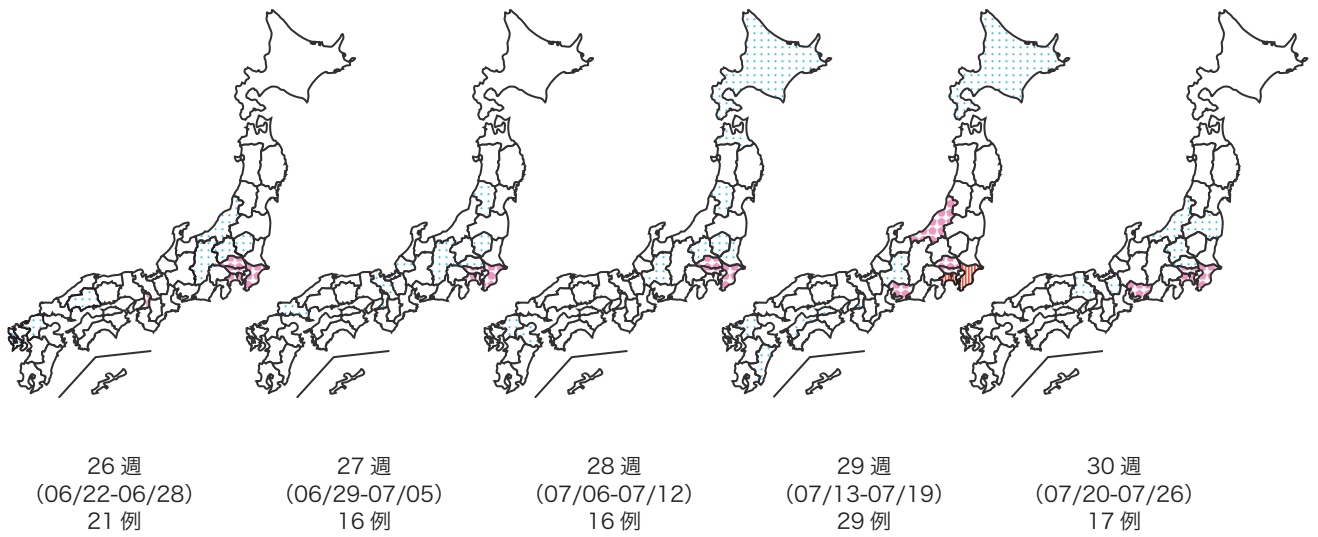 26 週
（06/22-06/28）
21 例
27 週
（06/29-07/05）
16 例
28 週
（07/06-07/12）
16 例
29 週
（07/13-07/19）
29 例
30 週
（07/20-07/26）
17 例